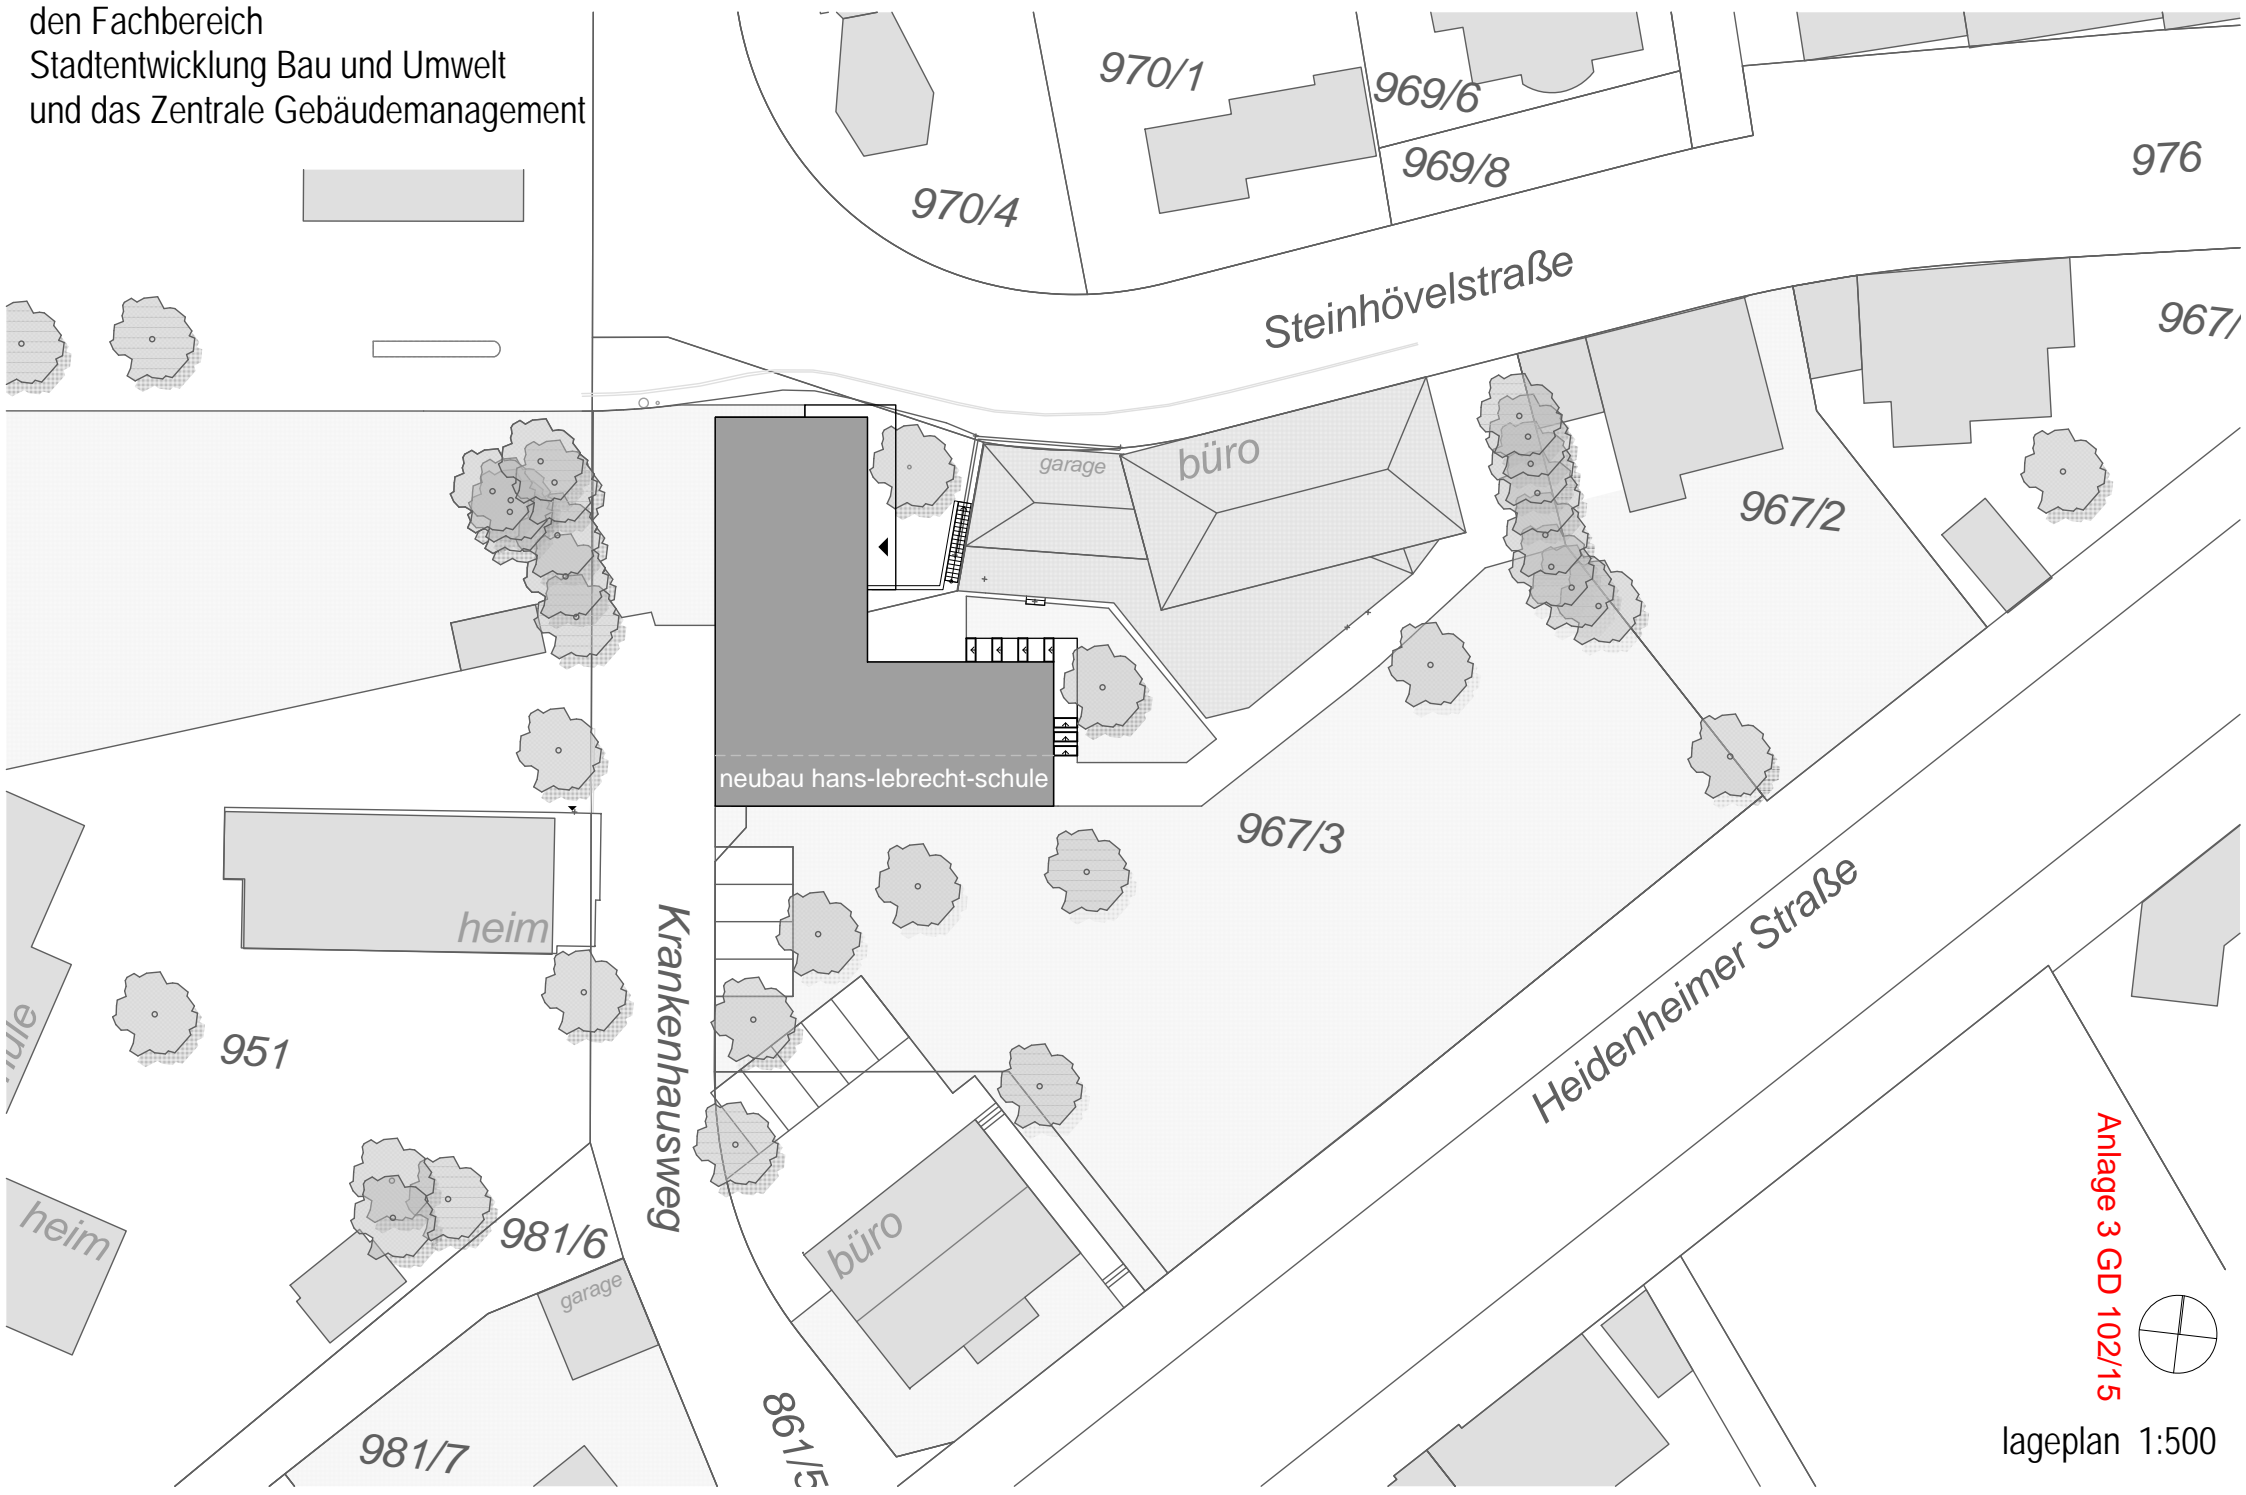 den Fachbereich
Stadtentwicklung Bau und Umwelt
und das Zentrale Gebäudemanagement
970/1
969/6
969/8
976
970/4
Steinhövelstraße
967/
garage
büro
967/2
neubau hans-lebrecht-schule
967/3
heim
Krankenhausweg
951
Heidenheimer Straße
heim
981/6
garage
büro
981/7
861/5
Anlage 3 GD 102/15
lageplan 1:500